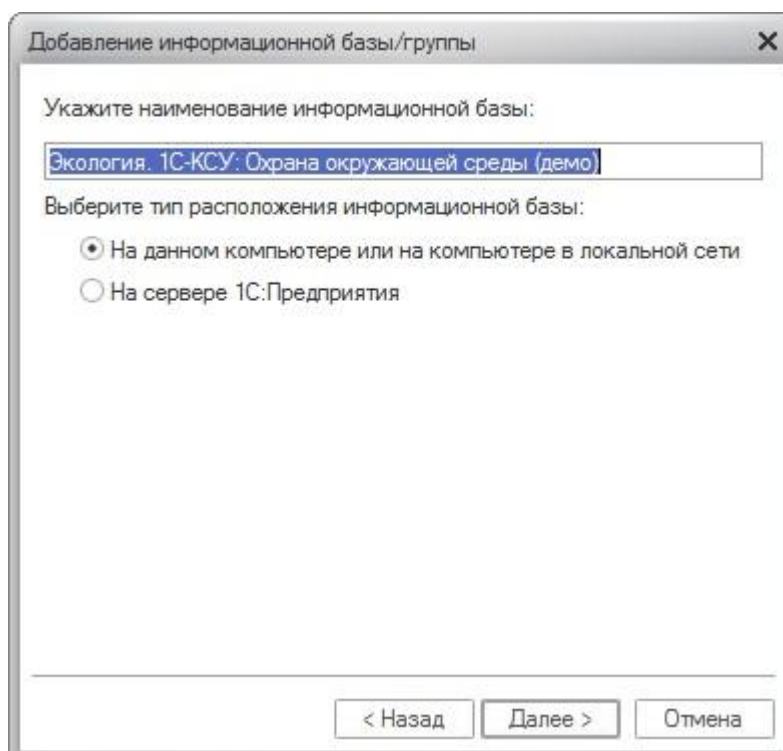 Добавление информационной базы/группы
Укажите наименование информационной базы:
Экология. 1С-КСУ: Охрана окружающей среды (демо)
Выберите тип расположения информационной базы:
На данном компьютере или на компьютере в локальной сети
На сервере 1С:Предприятия
< Назад Далее > Отмена